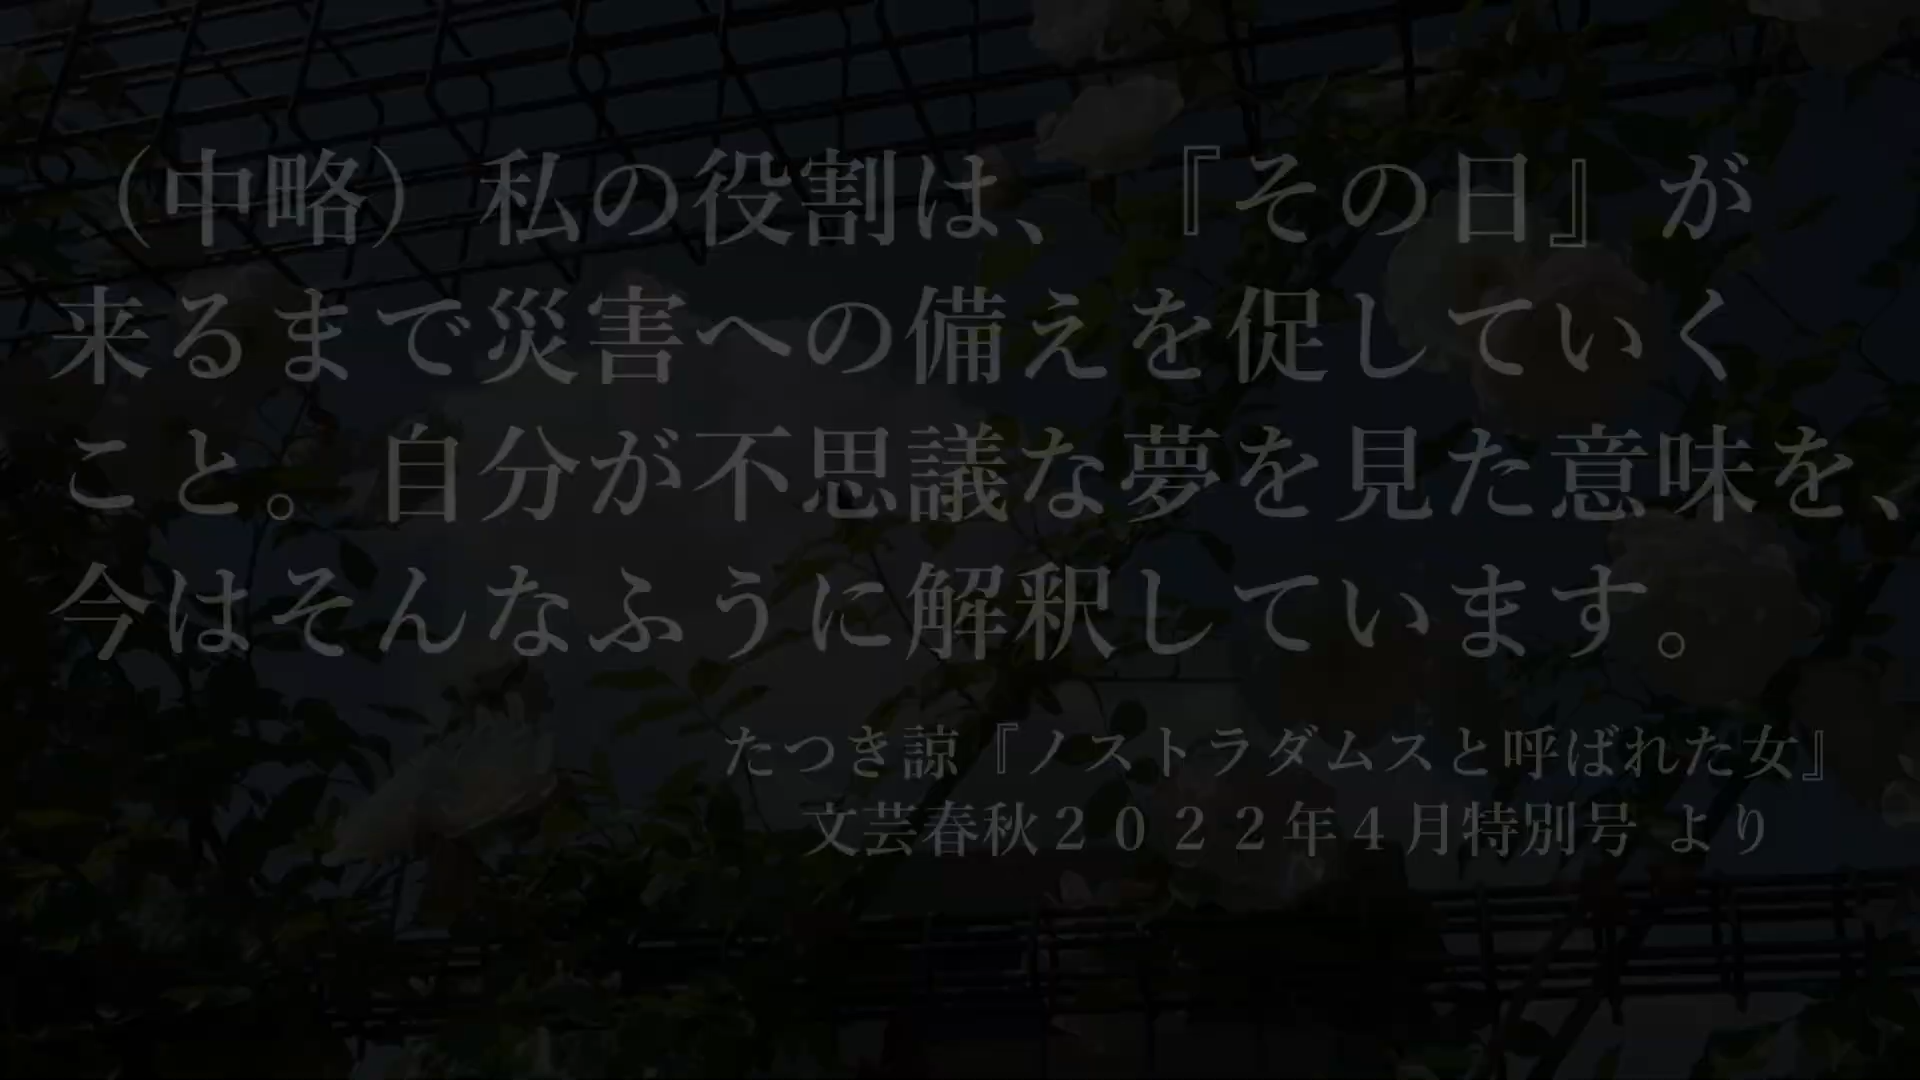 （中略）私の役割は、『その日』が
来るまで災害への備えを促していく
こと。自分が不思議な夢を見た意味を、
今はそんなふうに解釈しています。
たつき諒『ノストラダムスと呼ばれた女』
文芸春秋２０２２年４月特別号 より